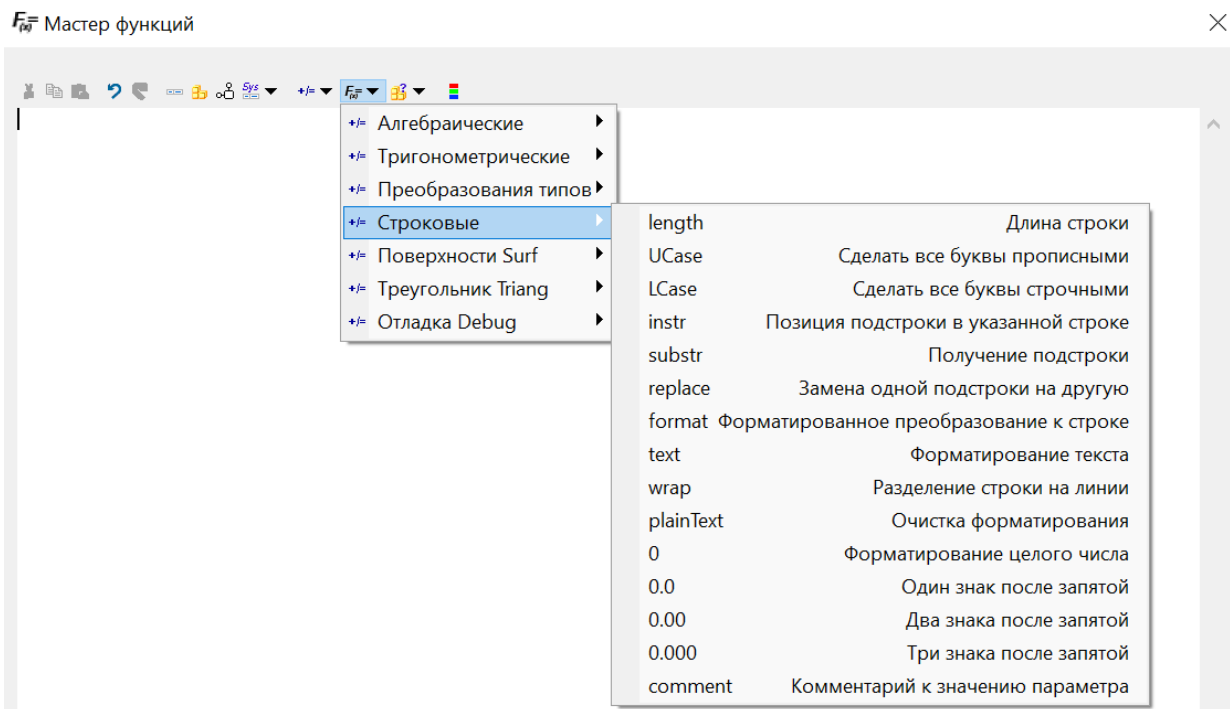 F(x)= Мастер функций
Sys +/= F(x)=
+/= Алгебраические
+/= Тригонометрические
+/= Преобразования типов
+/= Строковые
+/= Поверхности Surf
+/= Треугольник Triang
+/= Отладка Debug
length Длина строки
UCase Сделать все буквы прописными
LCase Сделать все буквы строчными
instr Позиция подстроки в указанной строке
substr Получение подстроки
replace Замена одной подстроки на другую
format Форматированное преобразование к строке
text Форматирование текста
wrap Разделение строки на линии
plainText Очистка форматирования
0 Форматирование целого числа
0.0 Один знак после запятой
0.00 Два знака после запятой
0.000 Три знака после запятой
comment Комментарий к значению параметра